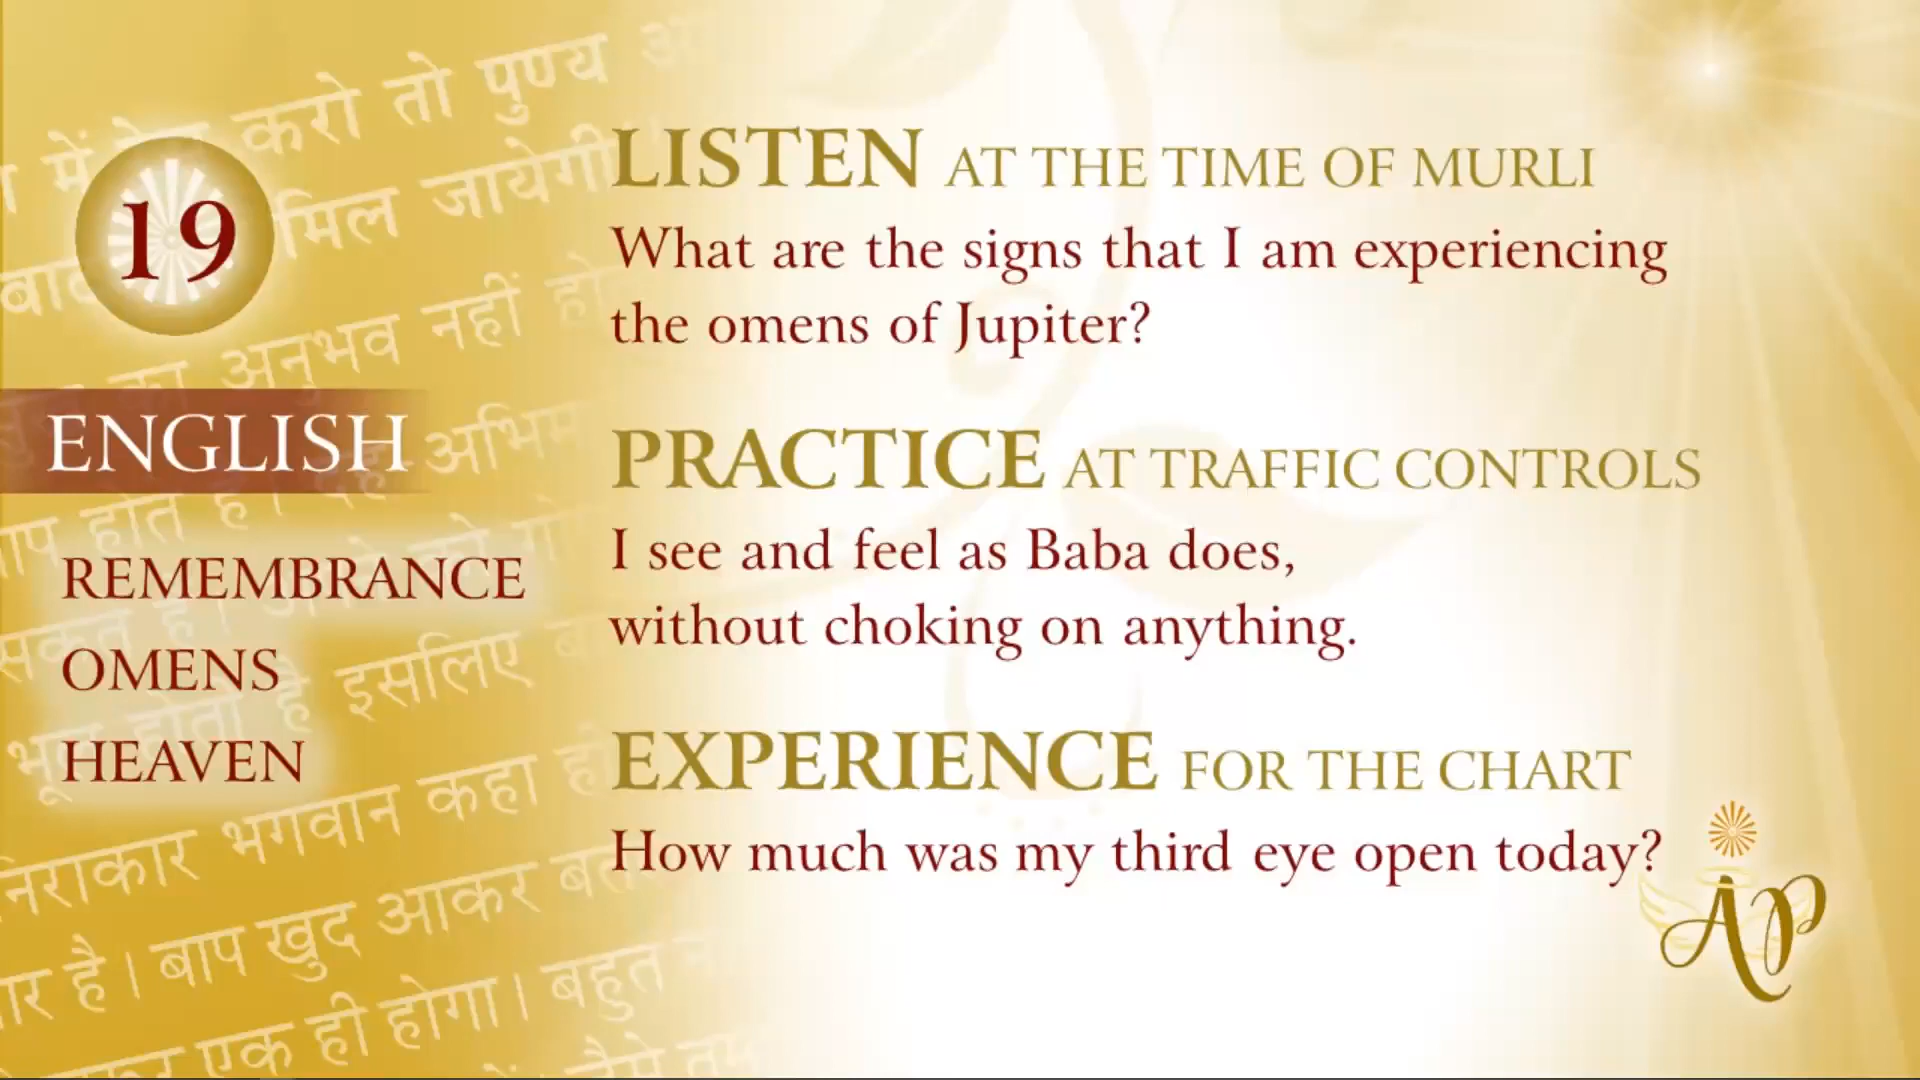 19
ENGLISH
REMEMBRANCE
OMENS
HEAVEN
LISTEN AT THE TIME OF MURLI
What are the signs that I am experiencing
the omens of Jupiter?
PRACTICE AT TRAFFIC CONTROLS
I see and feel as Baba does,
without choking on anything.
EXPERIENCE FOR THE CHART
How much was my third eye open today?
AP
में करो तो पुण्य
मिल जायेगी
का अनुभव नहीं
होते है।
है इसलिए
भगवान कहा
है। बाप खुद आकर
एक ही होगा। बहुत